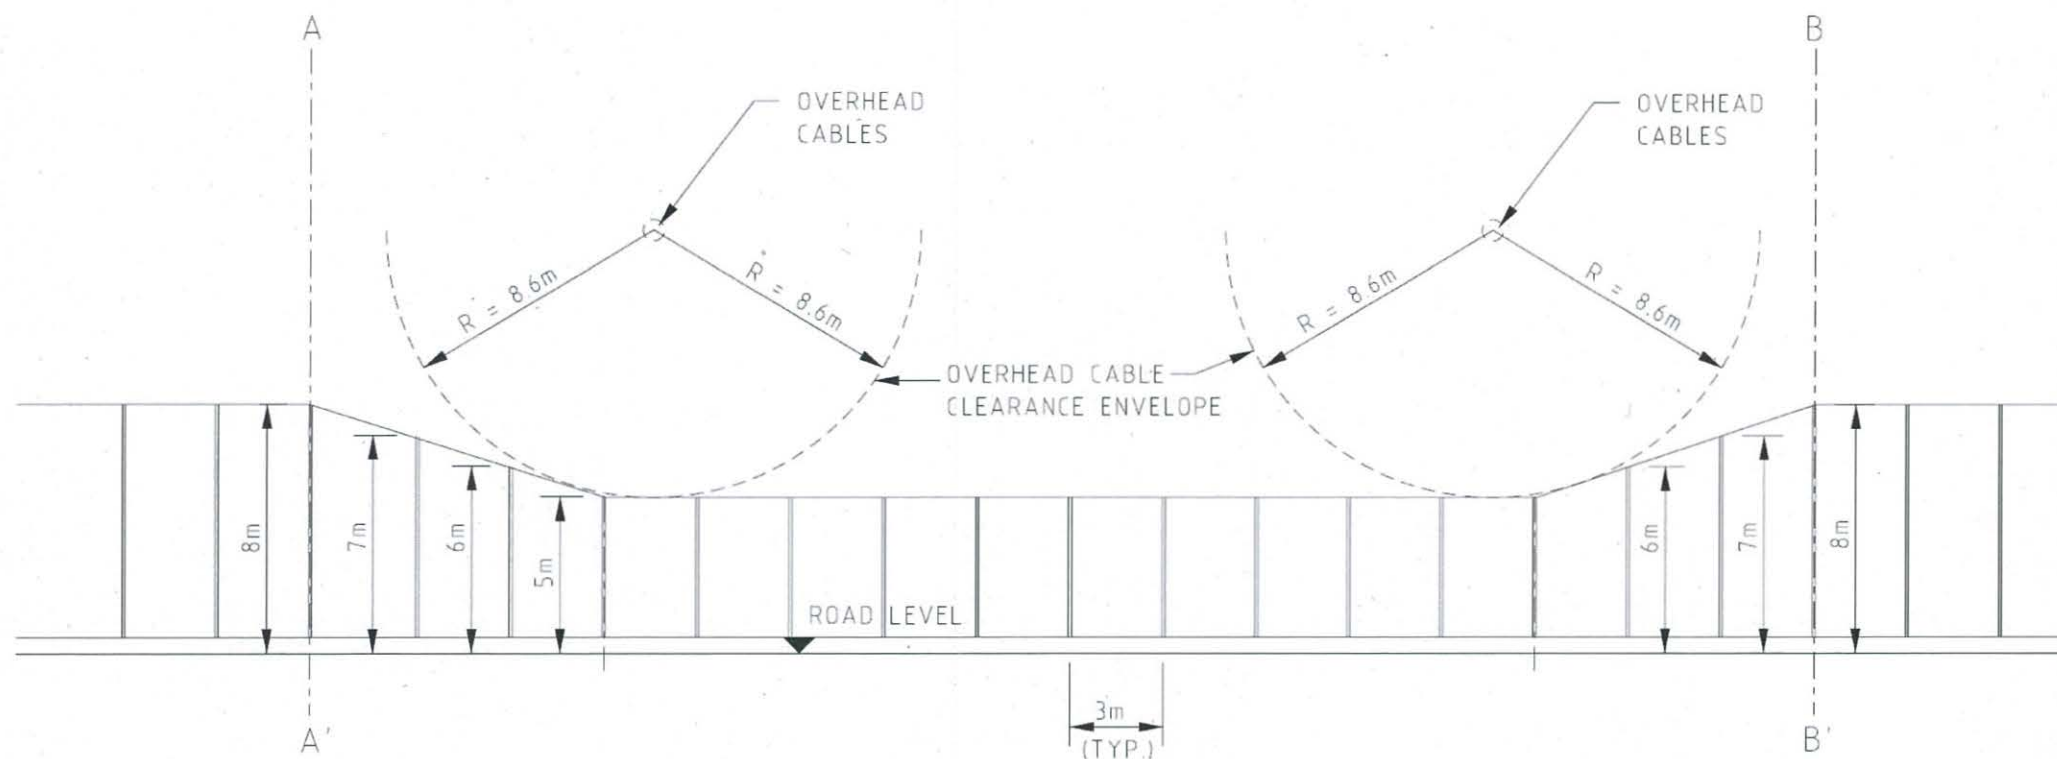 A
B
OVERHEAD
CABLES
OVERHEAD
CABLES
R = 8.6m
R = 8.6m
R = 8.6m
R = 8.6m
OVERHEAD CABLE
CLEARANCE ENVELOPE
8m
7m
6m
5m
6m
7m
8m
ROAD LEVEL
3m
(TYP.)
A'
B'